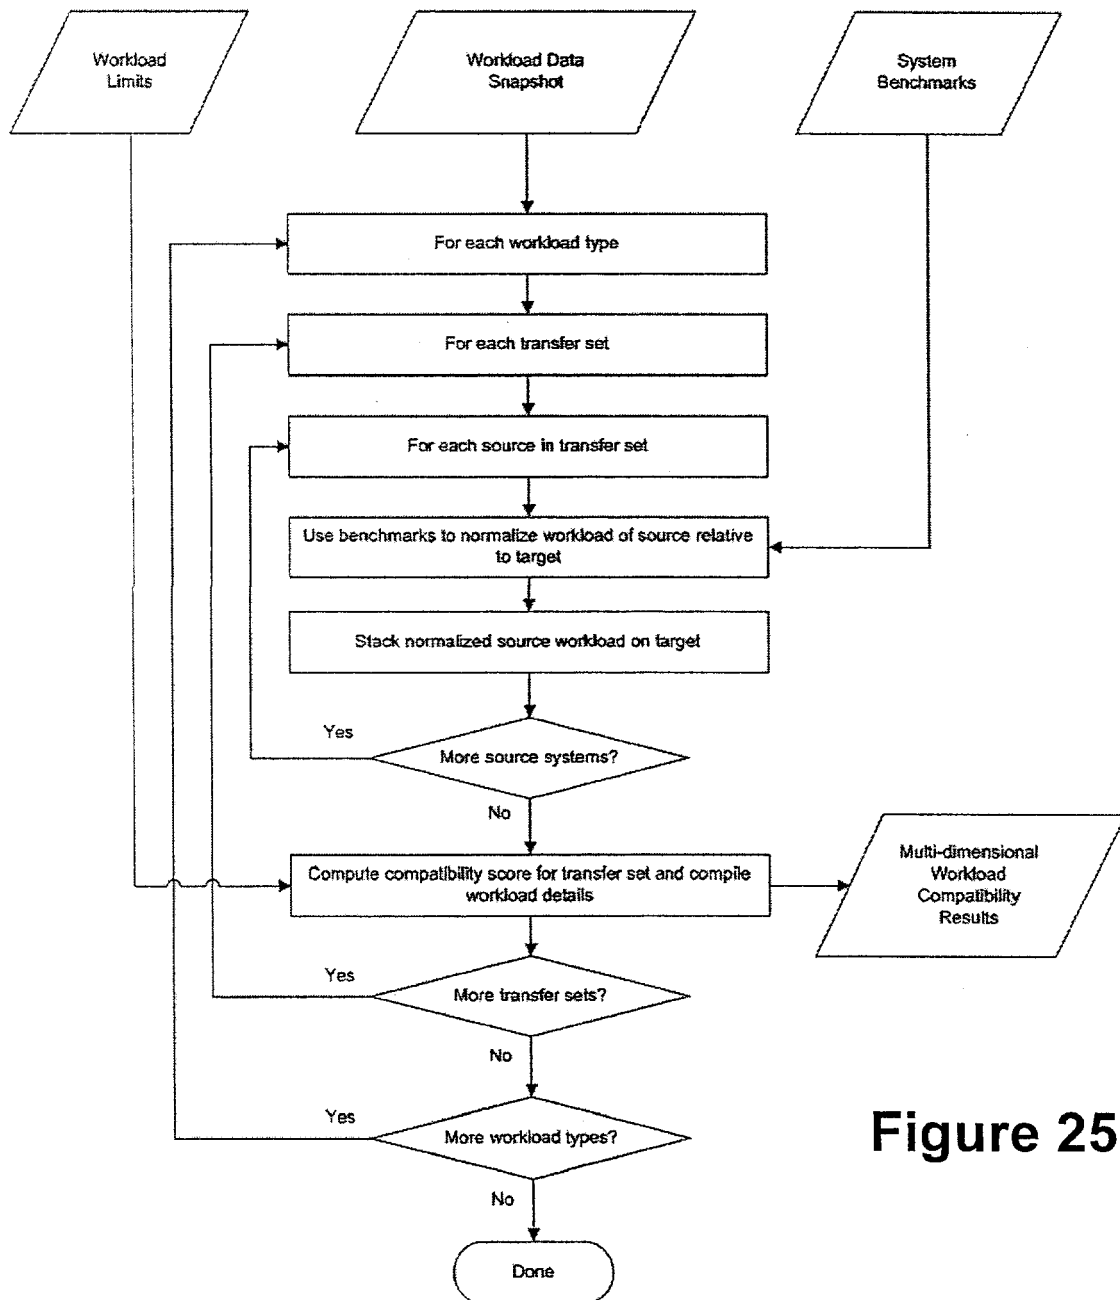 Workload
Limits
Workload Data
Snapshot
System
Benchmarks
For each workload type
For each transfer set
For each source in transfer set
Use benchmarks to normalize workload of source relative
to target
Stack normalized source workload on target
Yes
More source systems?
No
Compute compatibility score for transfer set and compile
workload details
Multi-dimensional
Workload
Compatibility
Results
Yes
More transfer sets?
No
Yes
More workload types?
No
Done
Figure 25